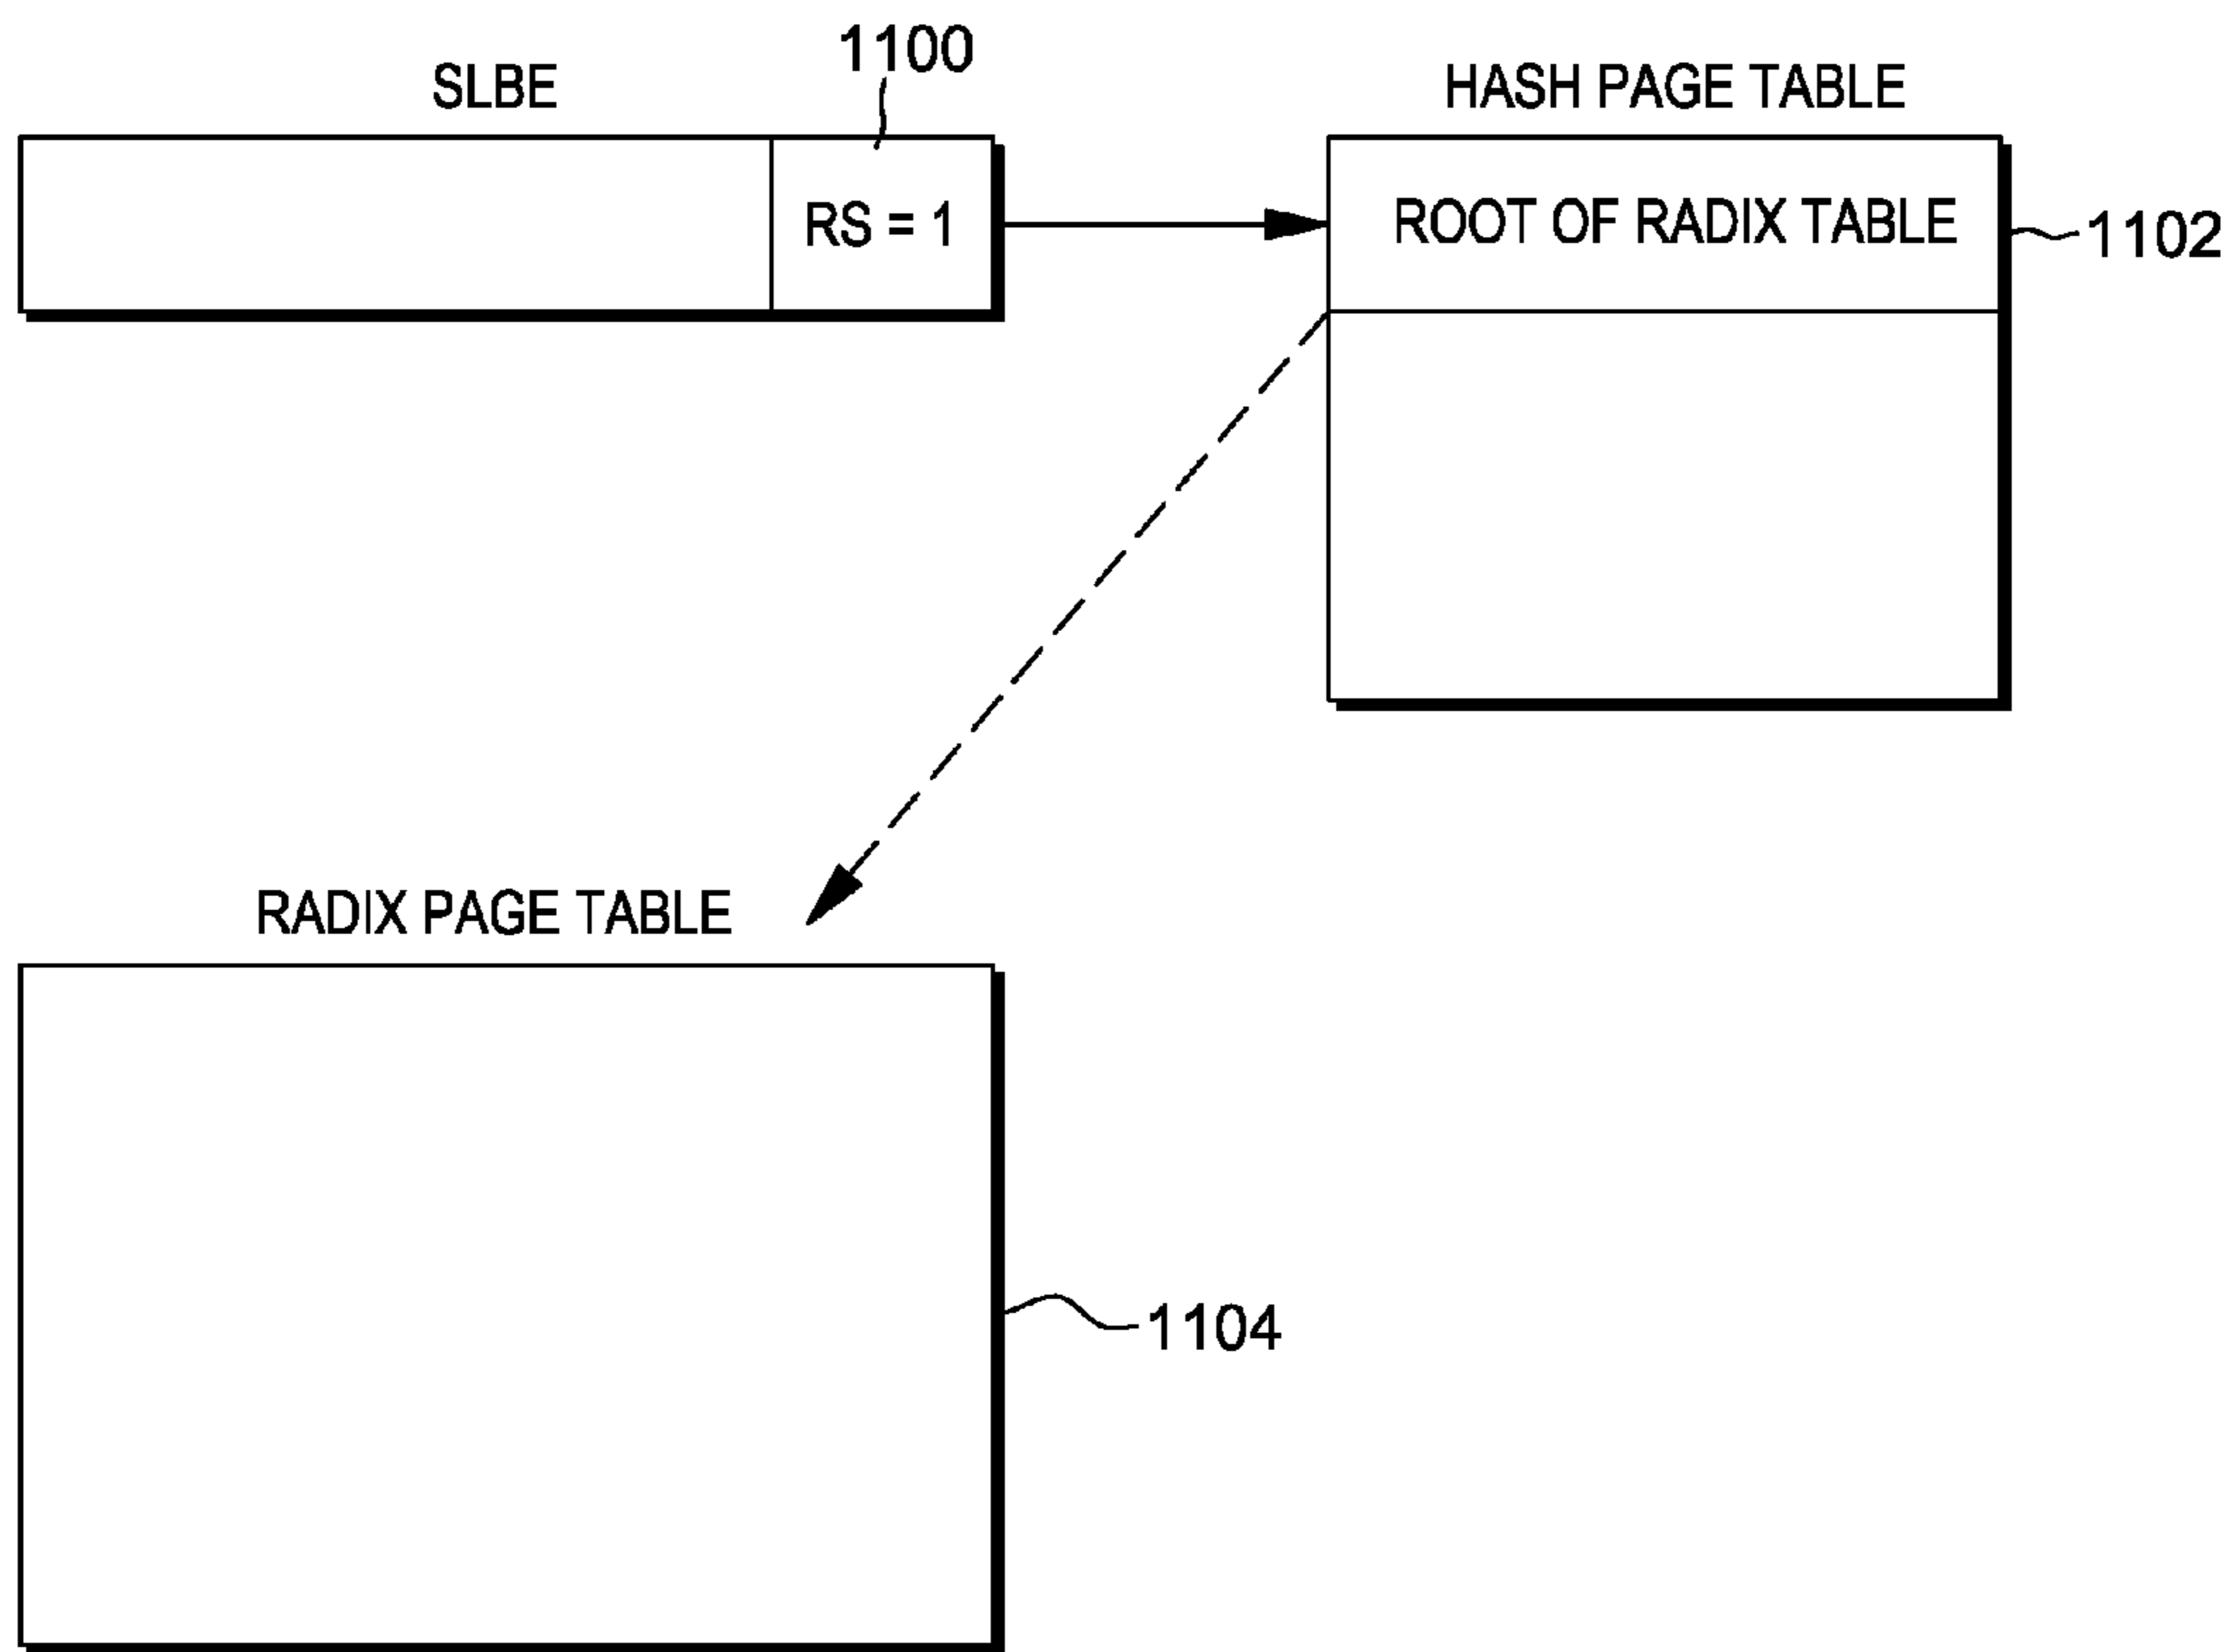 1100
SLBE
HASH PAGE TABLE
RS = 1
ROOT OF RADIX TABLE
1102
RADIX PAGE TABLE
1104